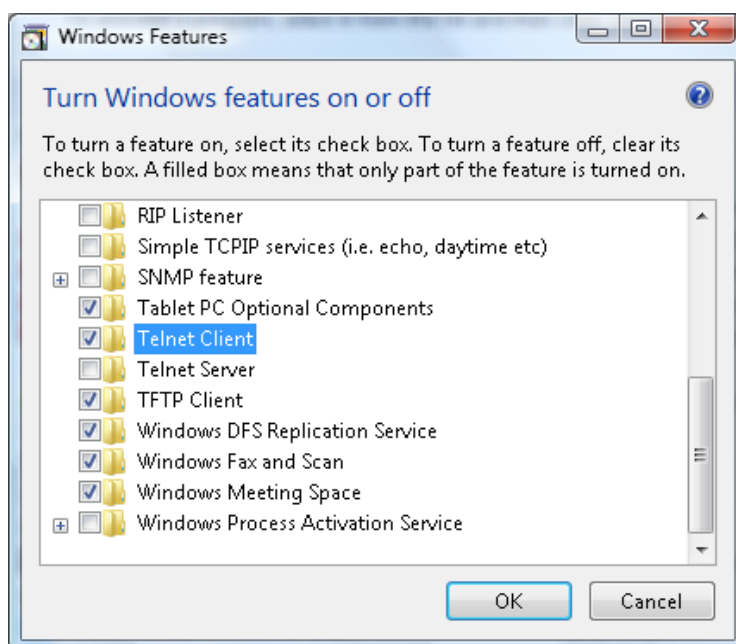 Windows Features
Turn Windows features on or off
To turn a feature on, select its check box. To turn a feature off, clear its
check box. A filled box means that only part of the feature is turned on.
RIP Listener
Simple TCPIP services (i.e. echo, daytime etc)
SNMP feature
Tablet PC Optional Components
Telnet Client
Telnet Server
TFTP Client
Windows DFS Replication Service
Windows Fax and Scan
Windows Meeting Space
Windows Process Activation Service
OK
Cancel